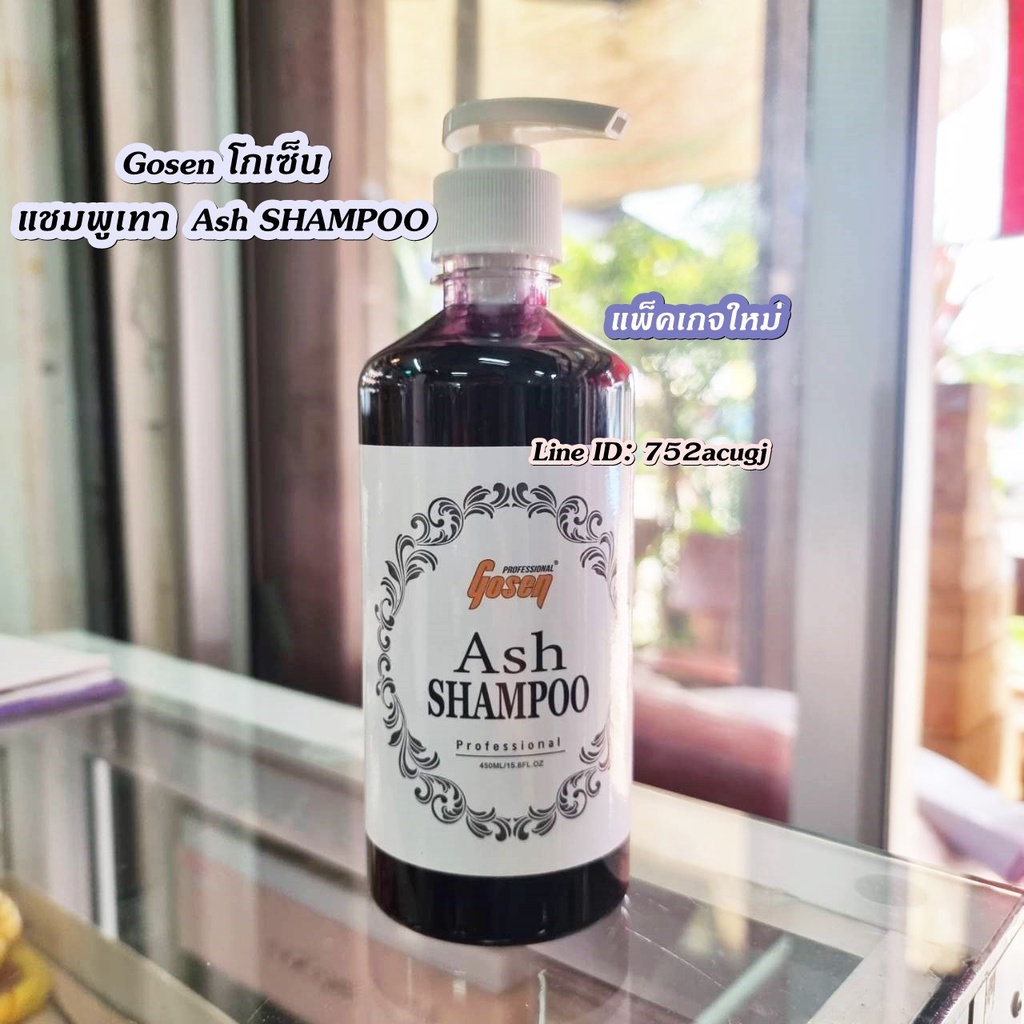 Gosen โกเซ็น
แชมพูเทา Ash SHAMPOO
แพ็คเกจใหม่
Line ID: 752acugj
PROFESSIONAL®
Gosen
Ash
SHAMPOO
Professional
450ML/15.8FL.OZ